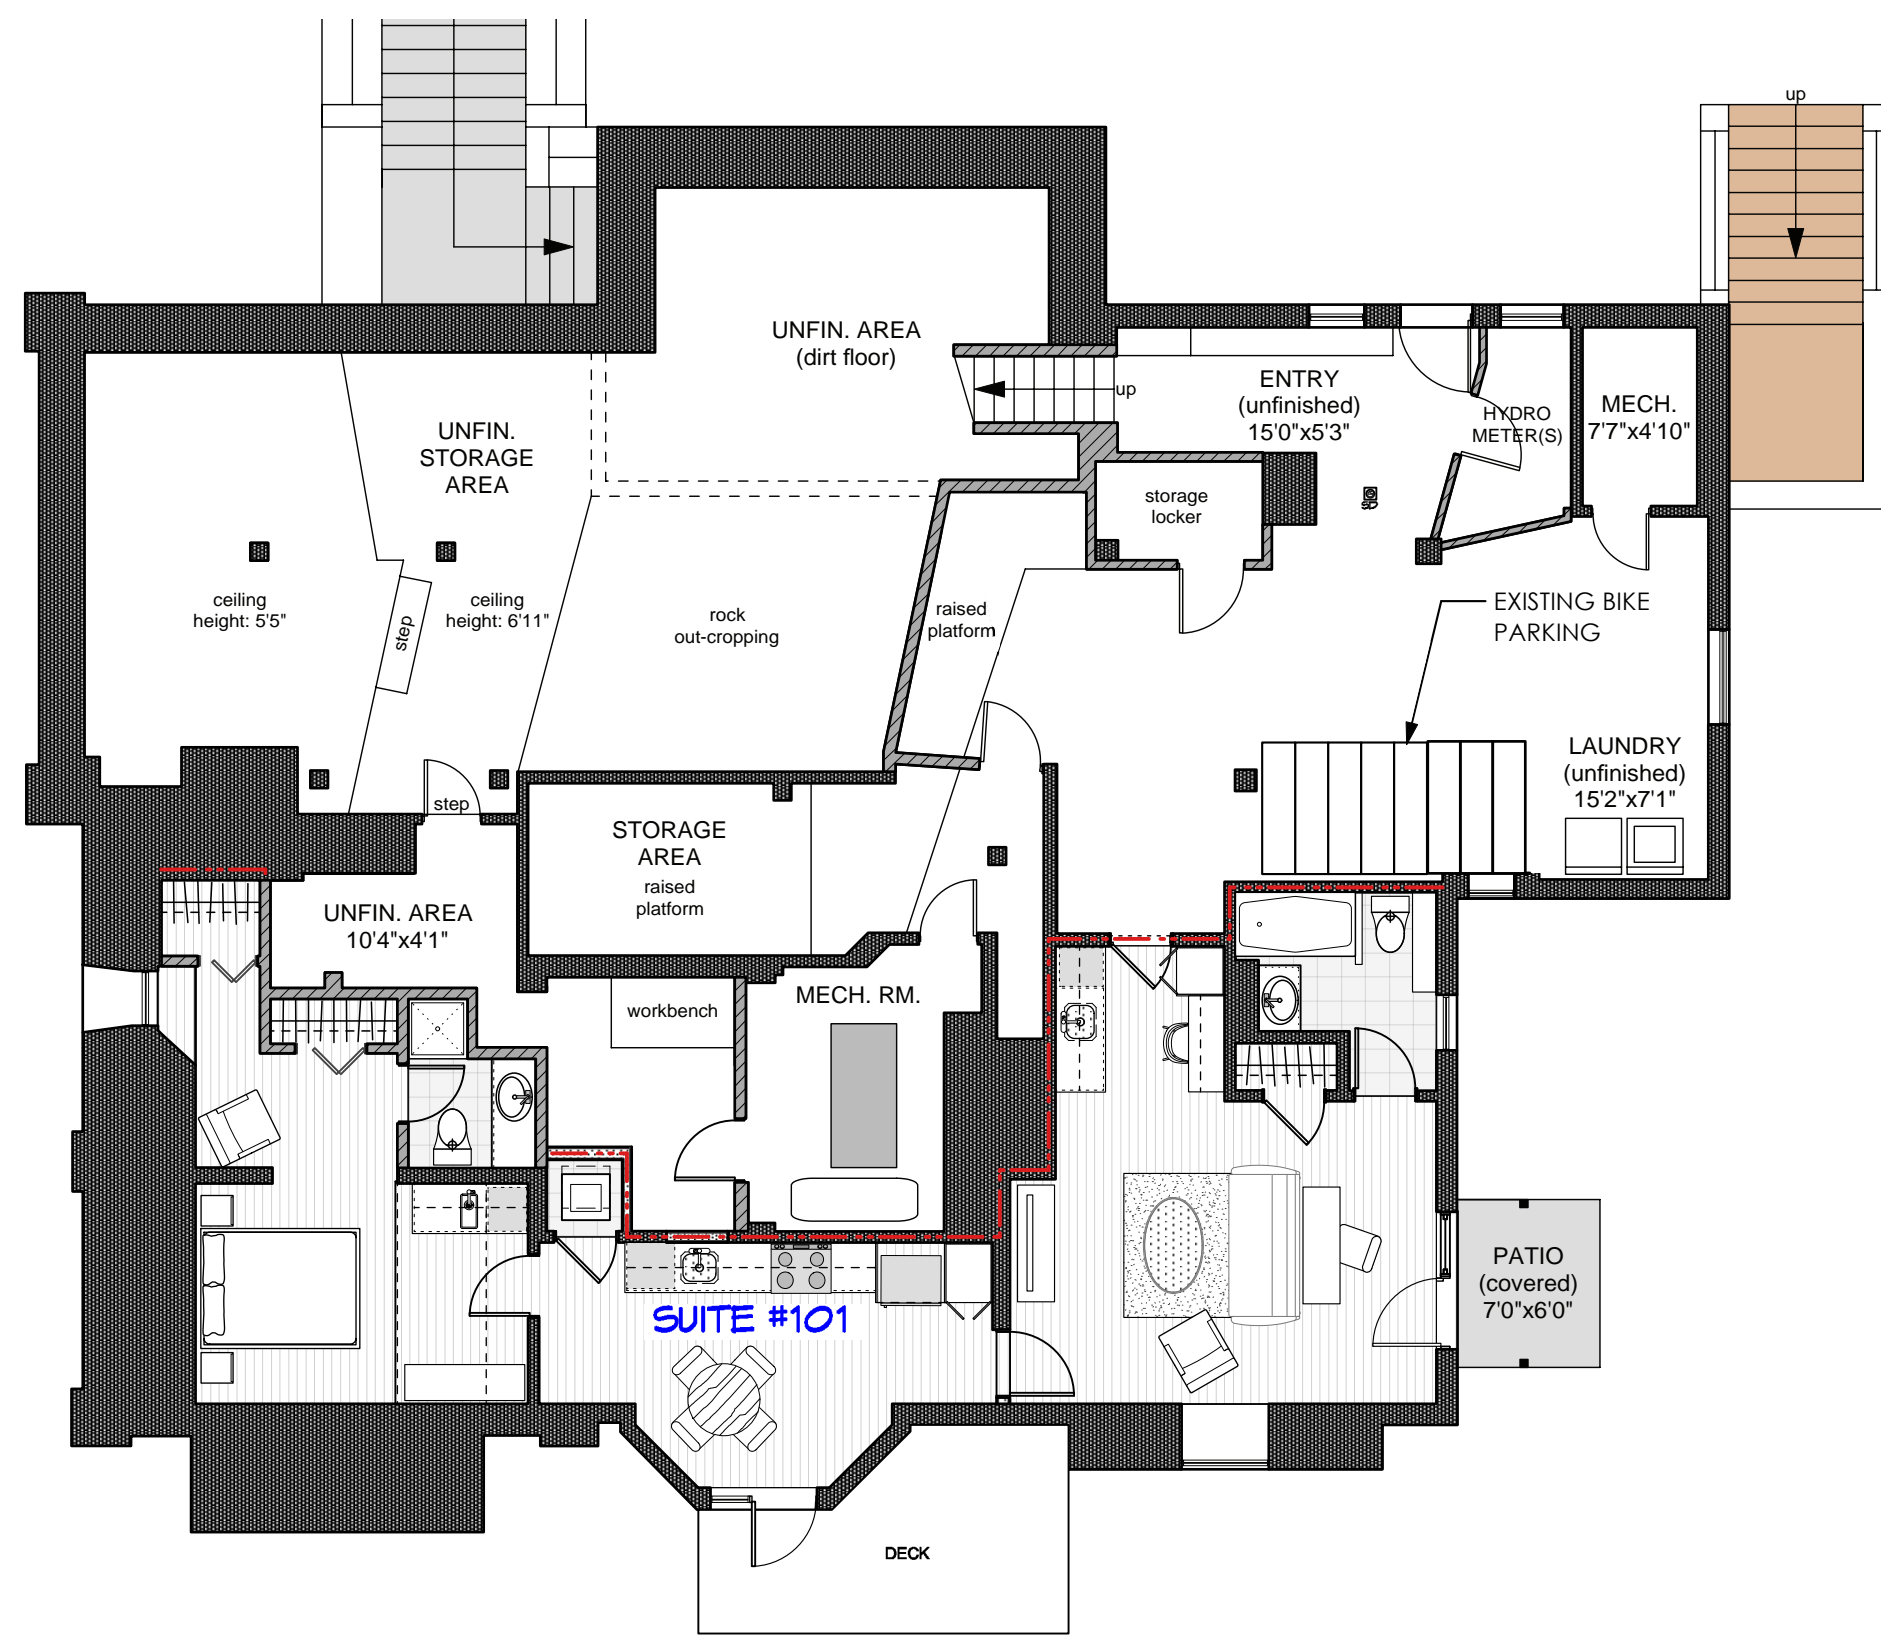 up
UNFIN. AREA
(dirt floor)
up
ENTRY
(unfinished)
15'0"x5'3"
HYDRO
METER(S)
MECH.
7'7"x4'10"
UNFIN.
STORAGE
AREA
storage
locker
SD
ceiling
height: 5'5"
step
ceiling
height: 6'11"
rock
out-cropping
raised
platform
EXISTING BIKE
PARKING
LAUNDRY
(unfinished)
15'2"x7'1"
step
STORAGE
AREA
raised
platform
UNFIN. AREA
10'4"x4'1"
workbench
MECH. RM.
PATIO
(covered)
7'0"x6'0"
SUITE #101
DECK